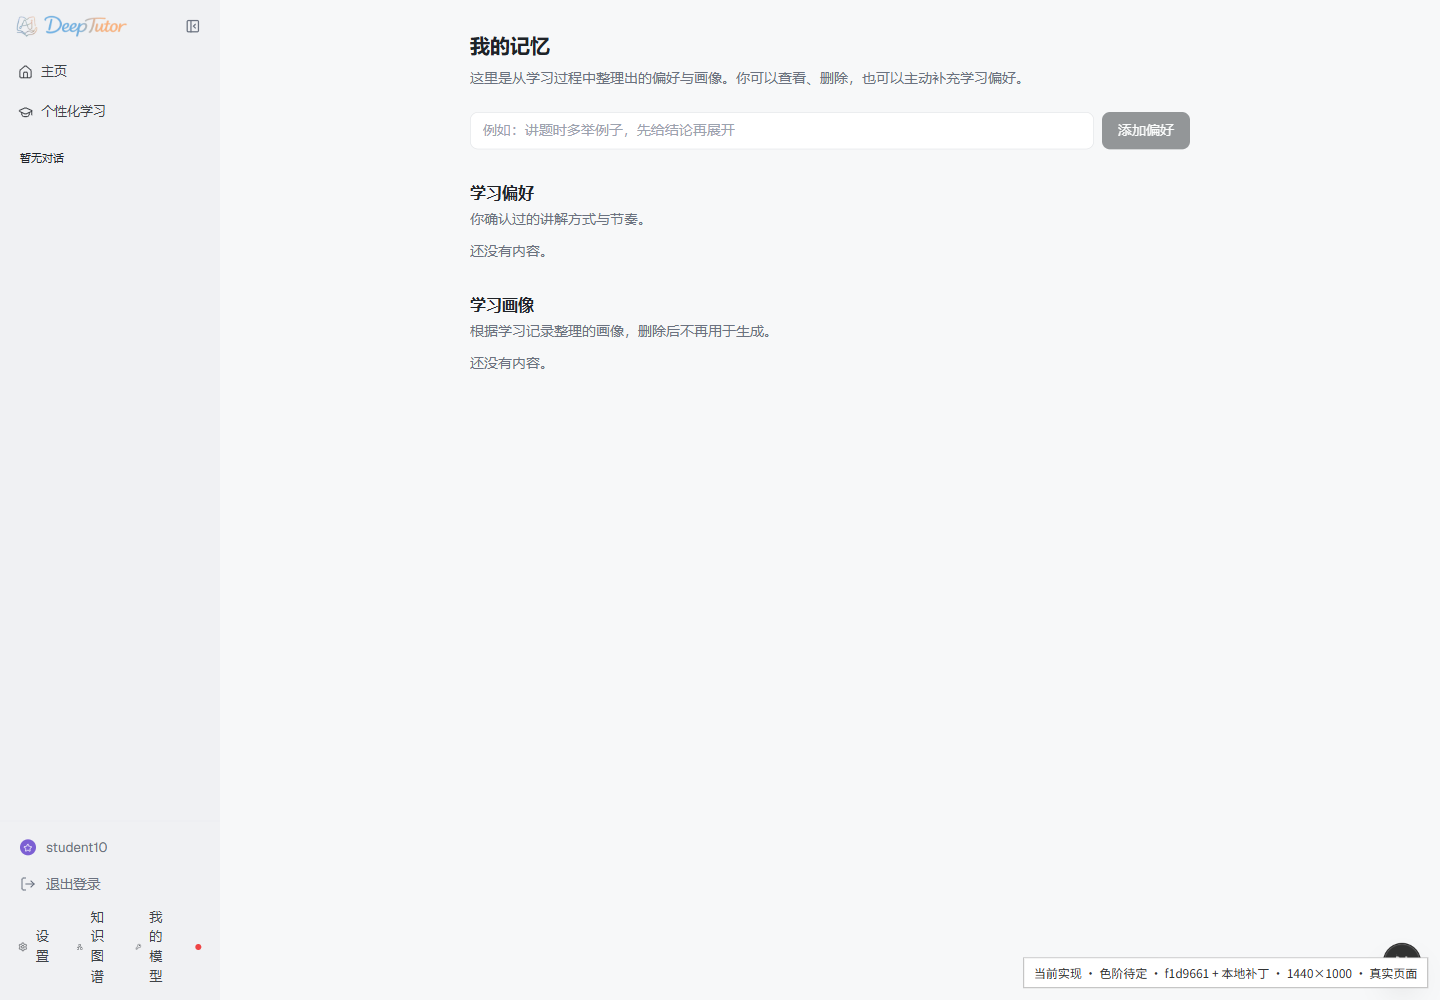 DeepTutor
主页
个性化学习
暂无对话
我的记忆
这里是从学习过程中整理出的偏好与画像。你可以查看、删除，也可以主动补充学习偏好。
例如：讲题时多举例子，先给结论再展开
添加偏好
学习偏好
你确认过的讲解方式与节奏。
还没有内容。
学习画像
根据学习记录整理的画像，删除后不再用于生成。
还没有内容。
student10
退出登录
设置
知识图谱
我的模型
当前实现 · 色阶待定 · f1d9661 + 本地补丁 · 1440×1000 · 真实页面